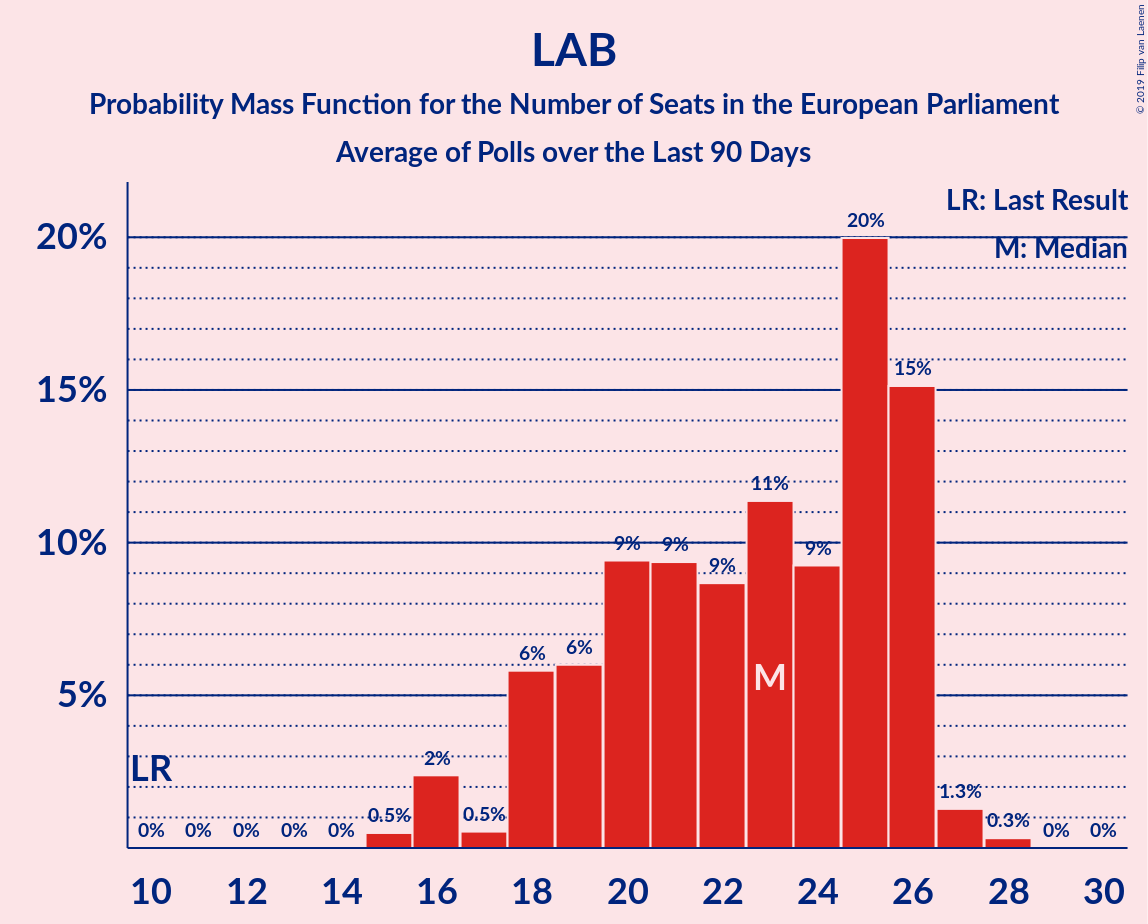 LAB
Probability Mass Function for the Number of Seats in the European Parliament
Average of Polls over the Last 90 Days
© 2019 Filip van Laenen
LR: Last Result
M: Median
20%
15%
10%
5%
0%
0%
0%
0%
0%
0.5%
2%
0.5%
6%
6%
9%
9%
9%
11%
9%
20%
15%
1.3%
0.3%
0%
0%
LR
M
10 12 14 16 18 20 22 24 26 28 30